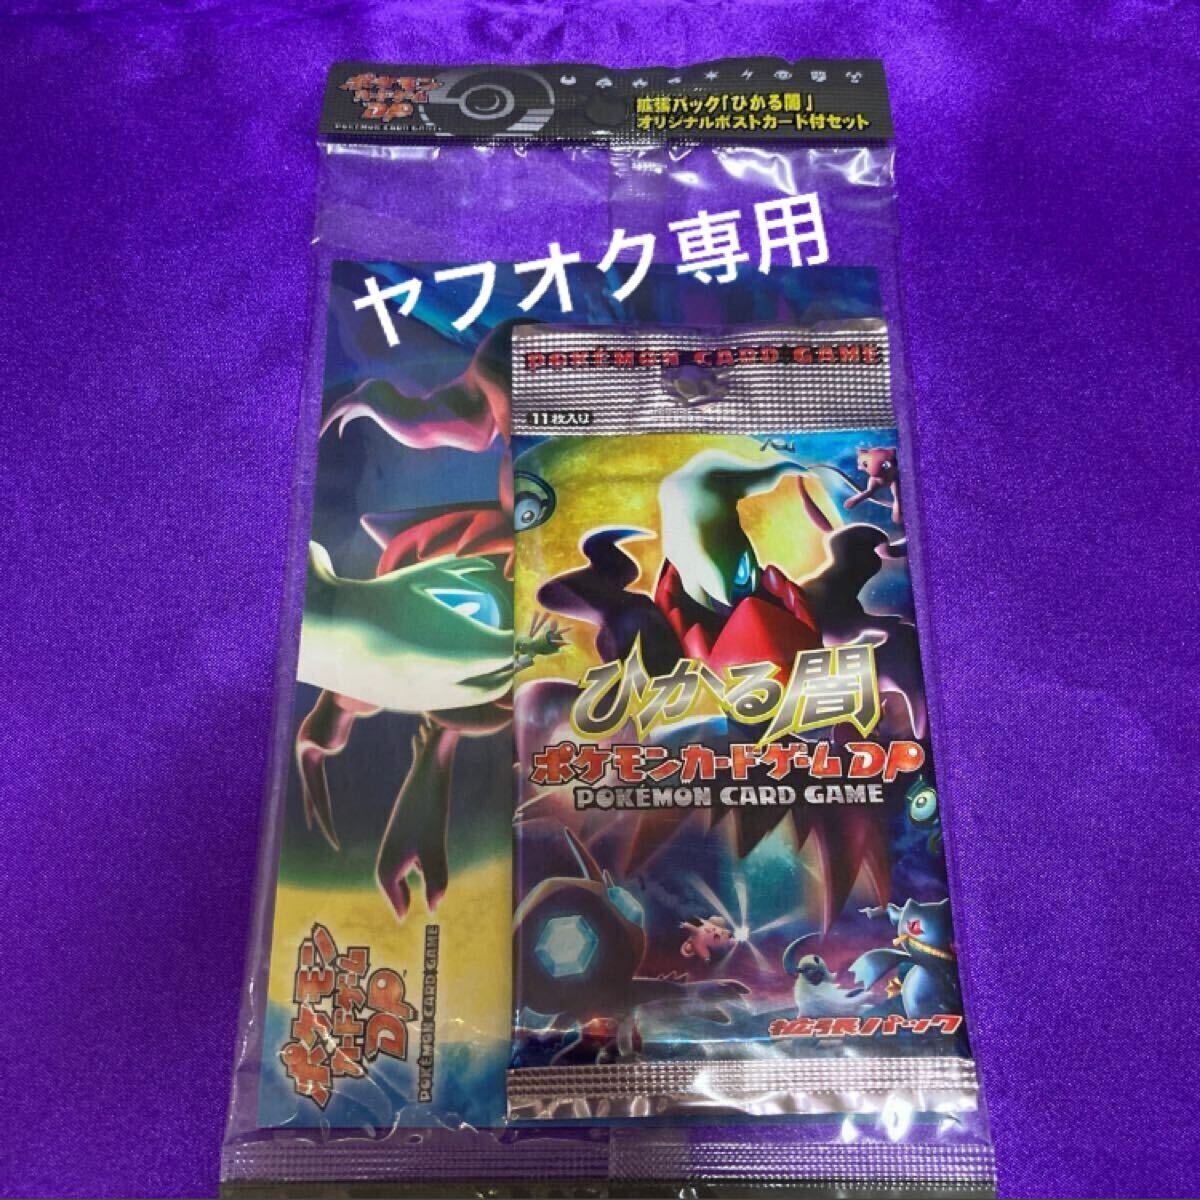 ポケモン
カードゲーム
DP
POKÉMON CARD GAME
拡張パック「ひかる闇」
オリジナルポストカード付セット
ヤフオク専用
POKÉMON CARD GAME
11枚入り
ひかる闇
ポケモンカードゲームDP
POKÉMON CARD GAME
拡張パック
ポケモン
カードゲーム
DP
POKÉMON CARD GAME